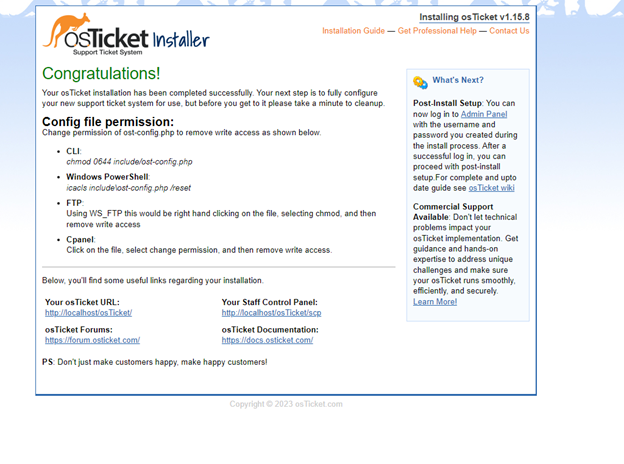 osTicket Installer
Support Ticket System
Installing osTicket v1.15.8
Installation Guide — Get Professional Help — Contact Us
Congratulations!
Your osTicket installation has been completed successfully. Your next step is to fully configure
your new support ticket system for use, but before you get to it please take a minute to cleanup.
Config file permission:
Change permission of ost-config.php to remove write access as shown below.
• CLI:
chmod 0644 include/ost-config.php
• Windows PowerShell:
icacls include\ost-config.php /reset
• FTP:
Using WS_FTP this would be right hand clicking on the file, selecting chmod, and then
remove write access
• Cpanel:
Click on the file, select change permission, and then remove write access.
Below, you'll find some useful links regarding your installation.
Your osTicket URL:
http://localhost/osTicket/
Your Staff Control Panel:
http://localhost/osTicket/scp
osTicket Forums:
https://forum.osticket.com/
osTicket Documentation:
https://docs.osticket.com/
PS: Don't just make customers happy, make happy customers!
What's Next?
Post-Install Setup: You can
now log in to Admin Panel
with the username and
password you created during
the install process. After a
successful log in, you can
proceed with post-install
setup.For complete and upto
date guide see osTicket wiki
Commercial Support
Available: Don't let technical
problems impact your
osTicket implementation. Get
guidance and hands-on
expertise to address unique
challenges and make sure
your osTicket runs smoothly,
efficiently, and securely.
Learn More!
Copyright © 2023 osTicket.com